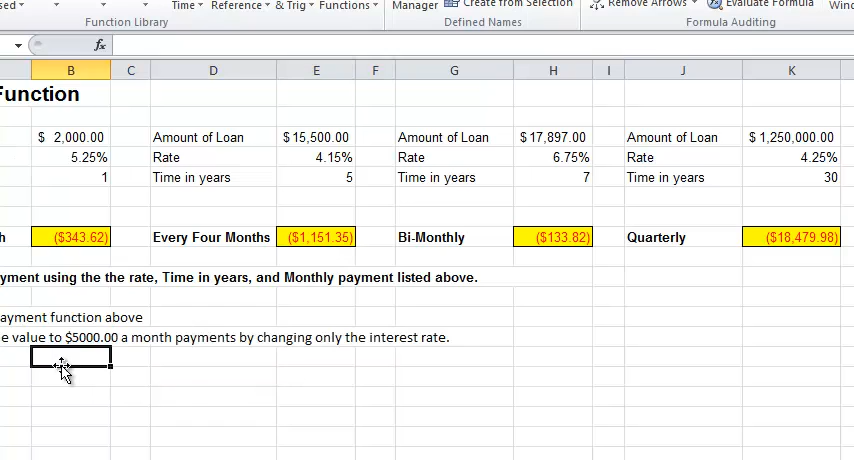 Time Reference & Trig Functions Manager Create from Selection Remove Arrows Evaluate Formula
Function Library Defined Names Formula Auditing
fx
B C D E F G H I J K
Function
$ 2,000.00 Amount of Loan $15,500.00 Amount of Loan $17,897.00 Amount of Loan $ 1,250,000.00
5.25% Rate 4.15% Rate 6.75% Rate 4.25%
1 Time in years 5 Time in years 7 Time in years 30
h ($343.62) Every Four Months ($1,151.35) Bi-Monthly ($133.82) Quarterly ($18,479.98)
yment using the the rate, Time in years, and Monthly payment listed above.
ayment function above
e value to $5000.00 a month payments by changing only the interest rate.